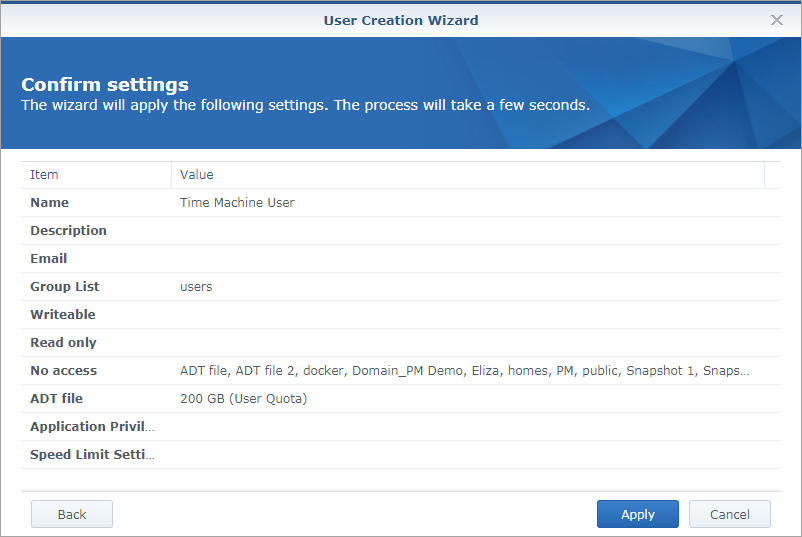 User Creation Wizard
Confirm settings
The wizard will apply the following settings. The process will take a few seconds.
Item Value
Name Time Machine User
Description
Email
Group List users
Writeable
Read only
No access ADT file, ADT file 2, docker, Domain_PM Demo, Eliza, homes, PM, public, Snapshot 1, Snaps...
ADT file 200 GB (User Quota)
Application Privil...
Speed Limit Setti...
Back Apply Cancel